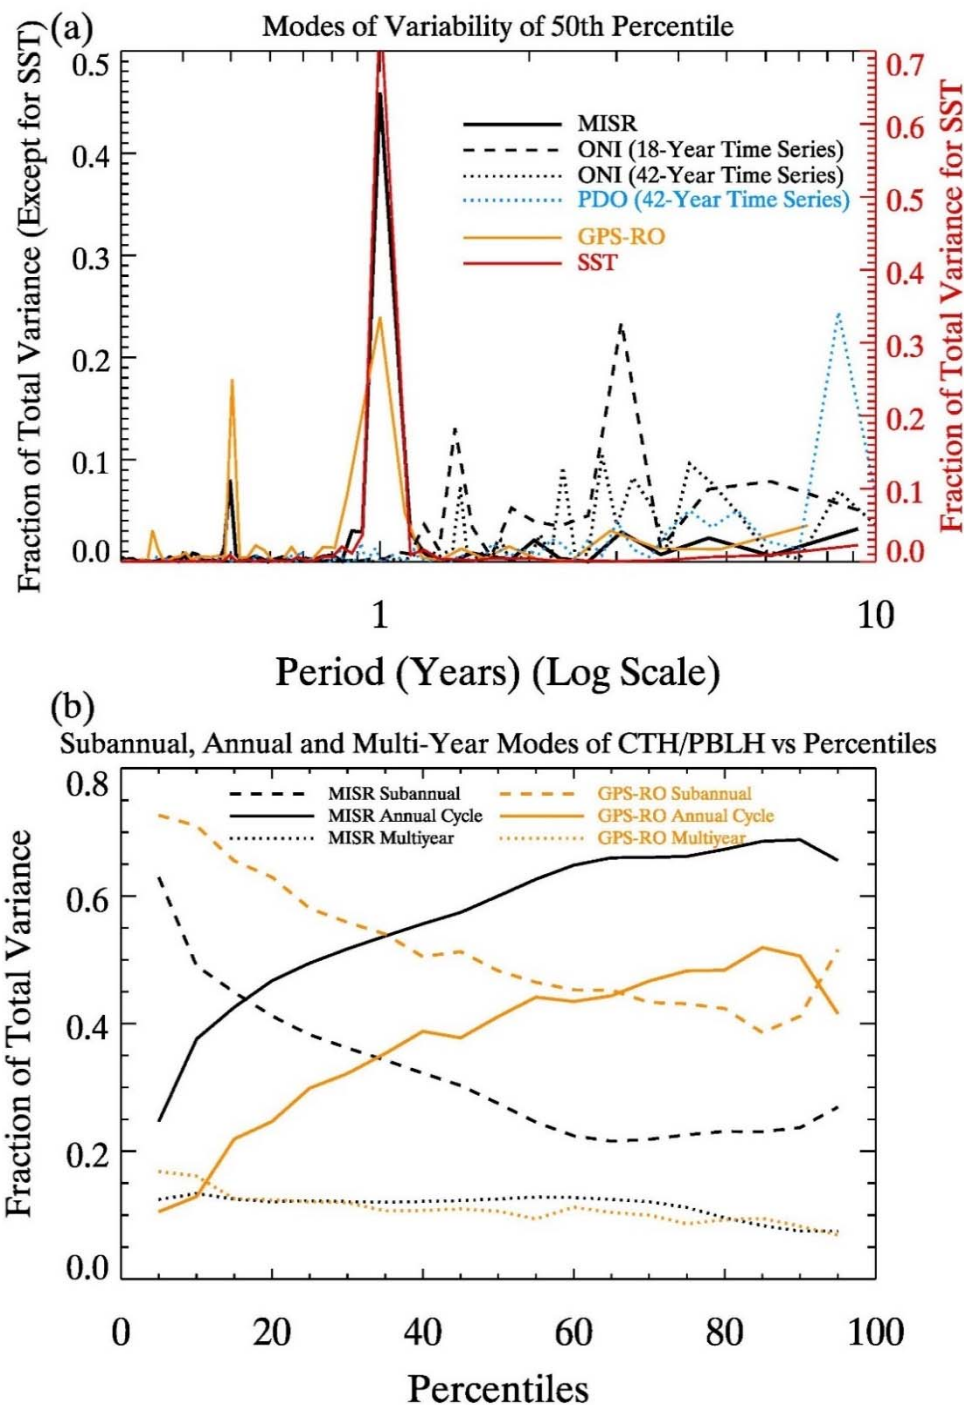 (a) Modes of Variability of 50th Percentile
Fraction of Total Variance (Except for SST)
0.5
0.4
0.3
0.2
0.1
0.0
MISR
ONI (18-Year Time Series)
ONI (42-Year Time Series)
PDO (42-Year Time Series)
GPS-RO
SST
0.7
0.6
0.5
0.4
0.3
0.2
0.1
0.0
Fraction of Total Variance for SST
1 10
Period (Years) (Log Scale)
(b)
Subannual, Annual and Multi-Year Modes of CTH/PBLH vs Percentiles
Fraction of Total Variance
0.8
0.6
0.4
0.2
0.0
MISR Subannual
MISR Annual Cycle
MISR Multiyear
GPS-RO Subannual
GPS-RO Annual Cycle
GPS-RO Multiyear
0 20 40 60 80 100
Percentiles